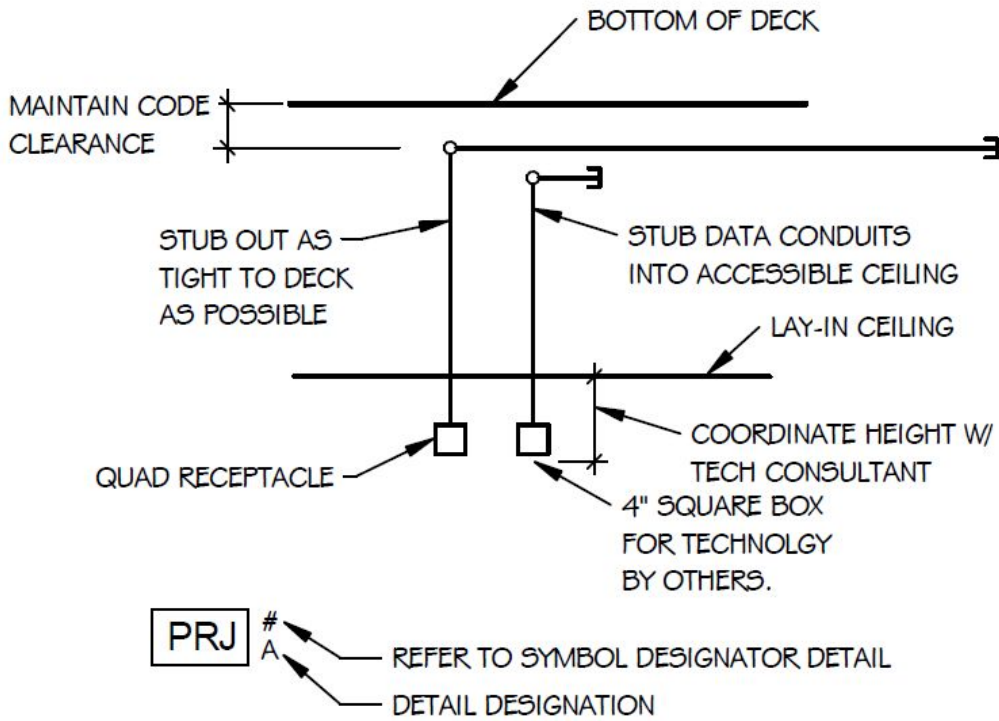 BOTTOM OF DECK
MAINTAIN CODE
CLEARANCE
STUB OUT AS
TIGHT TO DECK
AS POSSIBLE
STUB DATA CONDUITS
INTO ACCESSIBLE CEILING
LAY-IN CEILING
QUAD RECEPTACLE
COORDINATE HEIGHT W/
TECH CONSULTANT
4" SQUARE BOX
FOR TECHNOLGY
BY OTHERS.
PRJ
#
A
REFER TO SYMBOL DESIGNATOR DETAIL
DETAIL DESIGNATION